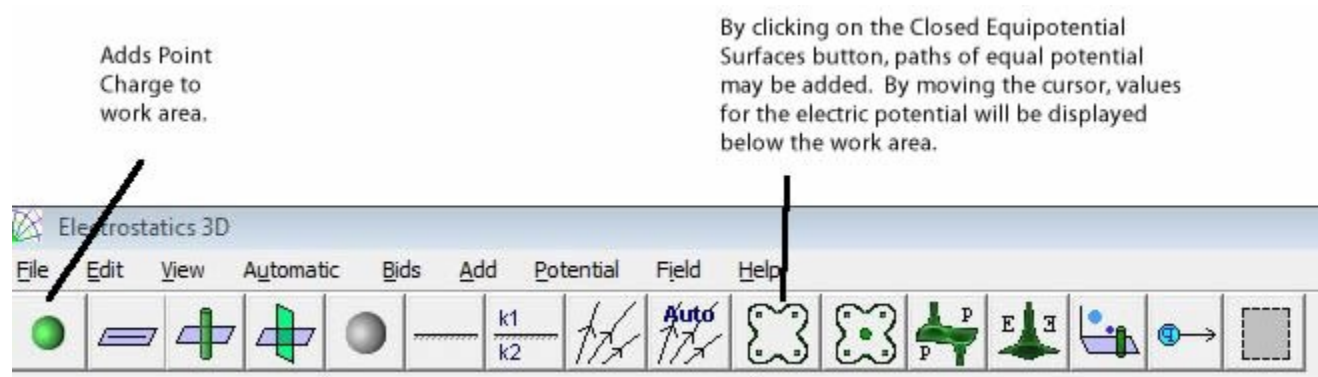 Adds Point
Charge to
work area.
By clicking on the Closed Equipotential
Surfaces button, paths of equal potential
may be added. By moving the cursor, values
for the electric potential will be displayed
below the work area.
Electrostatics 3D
File Edit View Automatic Bids Add Potential Field Help
k1
k2
Auto
P
P
E E
q